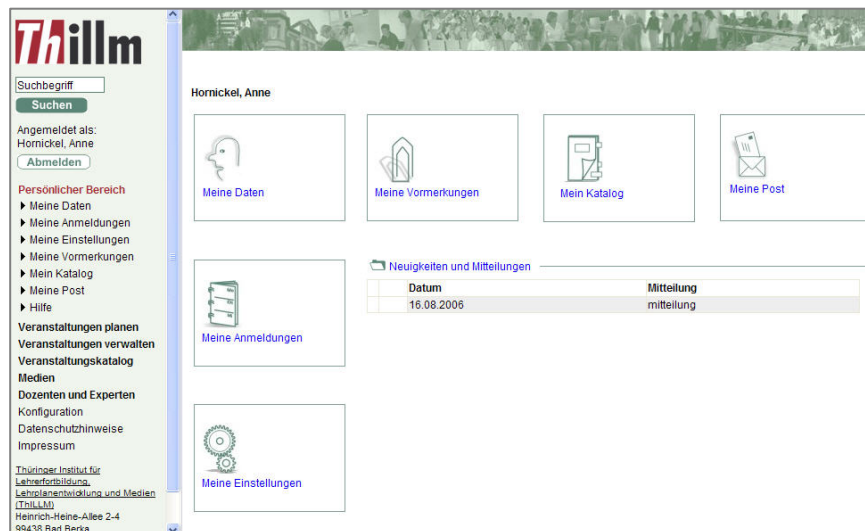 Thillm
Suchbegriff
Suchen
Angemeldet als:
Hornickel, Anne
Abmelden
Persönlicher Bereich
Meine Daten
Meine Anmeldungen
Meine Einstellungen
Meine Vormerkungen
Mein Katalog
Meine Post
Hilfe
Veranstaltungen planen
Veranstaltungen verwalten
Veranstaltungskatalog
Medien
Dozenten und Experten
Konfiguration
Datenschutzhinweise
Impressum
Thüringer Institut für
Lehrerfortbildung,
Lehrplanentwicklung und Medien
(ThILLM)
Heinrich-Heine-Allee 2-4
99438 Bad Berka
Hornickel, Anne
Meine Daten
Meine Vormerkungen
Mein Katalog
Meine Post
Meine Anmeldungen
Neuigkeiten und Mitteilungen
Datum Mitteilung
16.08.2006 mitteilung
Meine Einstellungen